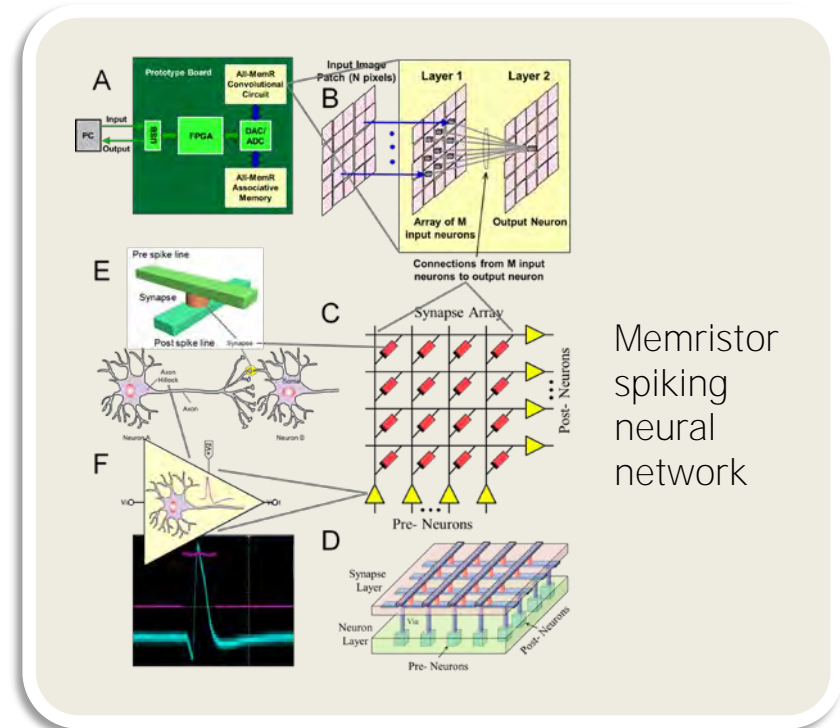 A
Prototype Board
All-MemR
Convolutional
Circuit
Input
PC
Output
USB
FPGA
DAC/
ADC
All-MemR
Associative
Memory
Input Image
Patch (N pixels)
B
Layer 1
Layer 2
Array of M
input neurons
Output Neuron
Connections from M input
neurons to output neuron
E
Pre spike line
Synapse
Post spike line
Synapse
Axon
Hillock
Soma
Axon
Neuron A
Neuron B
C
Synapse Array
Post- Neurons
Pre- Neurons
F
D
Synapse
Layer
Via
Neuron
Layer
Post- Neurons
Pre- Neurons
Memristor
spiking
neural
network